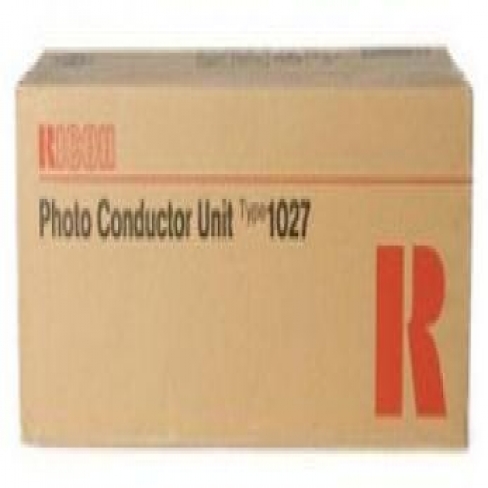 RICOH
Photo Conductor Unit Type 1027
R